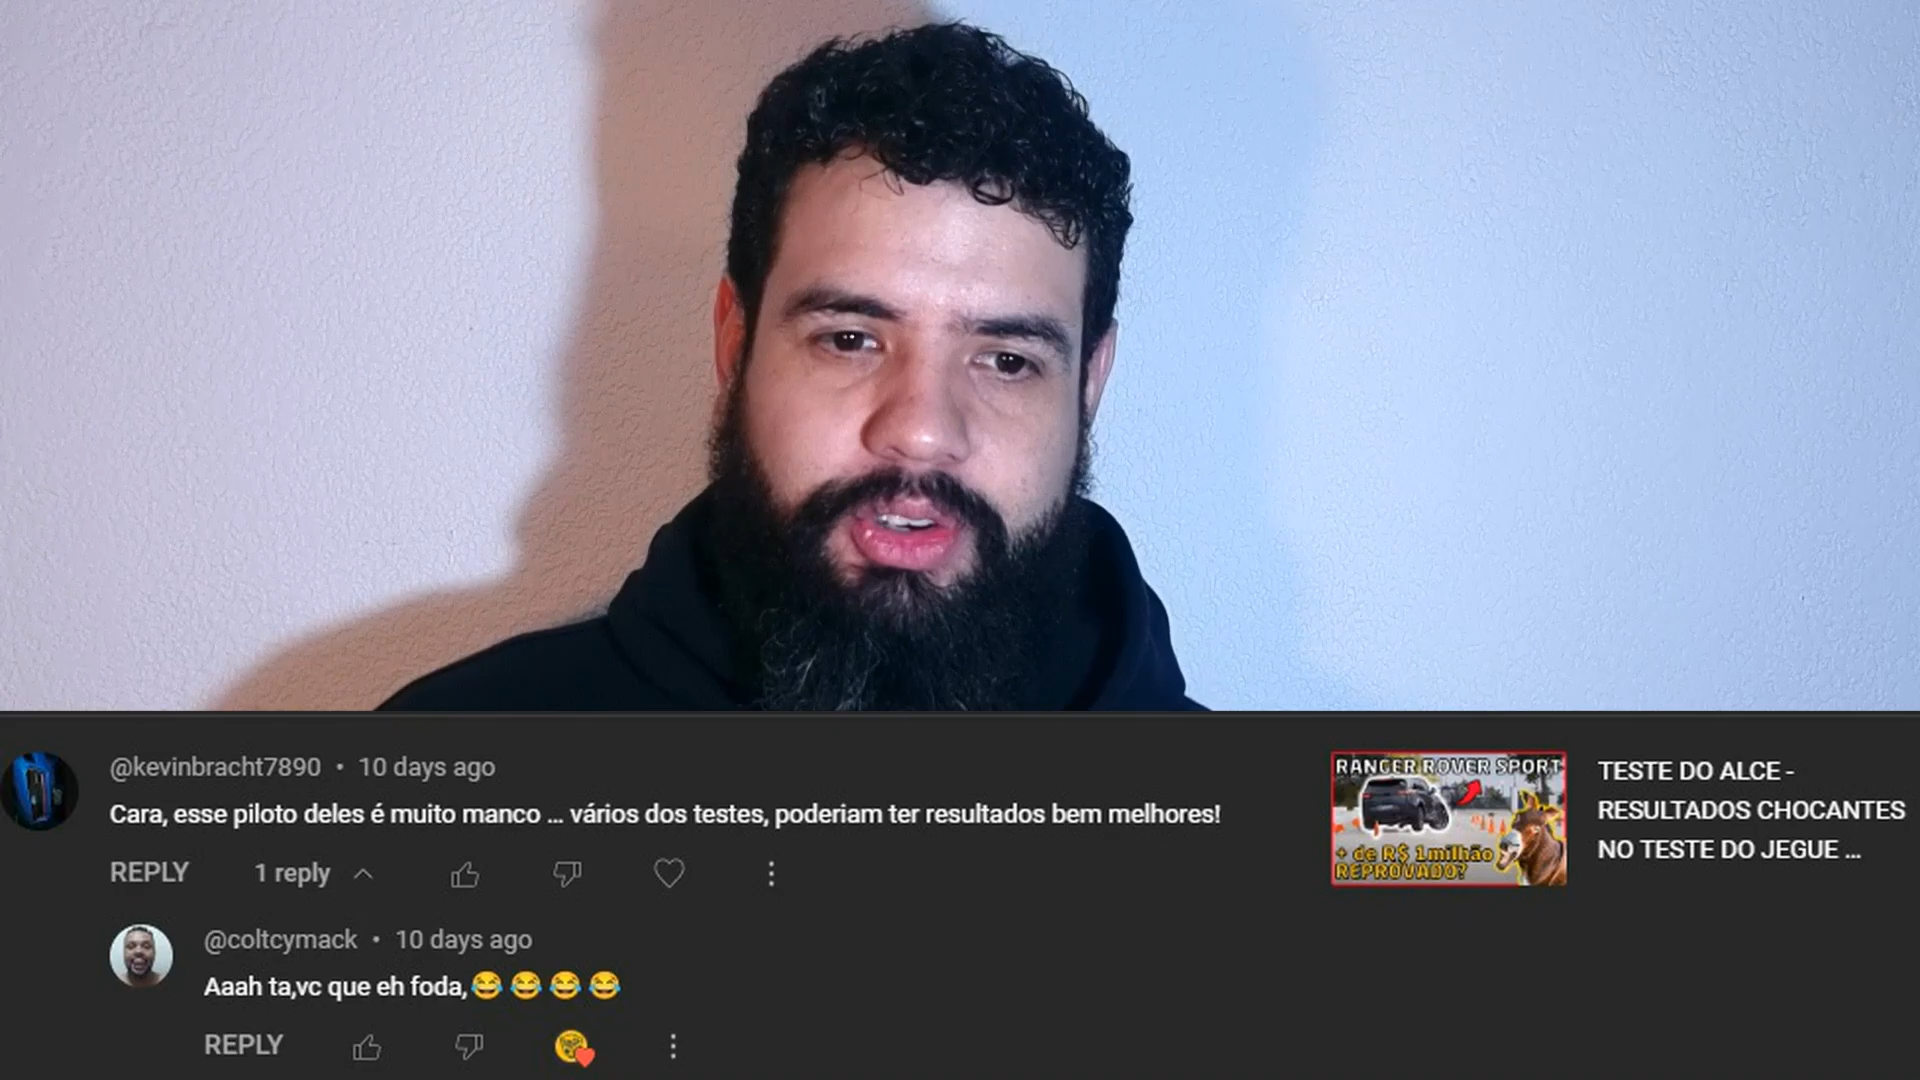 @kevinbracht7890 • 10 days ago
Cara, esse piloto deles é muito manco ... vários dos testes, poderiam ter resultados bem melhores!
REPLY 1 reply
@coltcymack • 10 days ago
Aaah ta,vc que eh foda,😂😂😂😂
REPLY
RANGER ROVER SPORT
+ de R$ 1milhão
REPROVADO?
TESTE DO ALCE -
RESULTADOS CHOCANTES
NO TESTE DO JEGUE ...